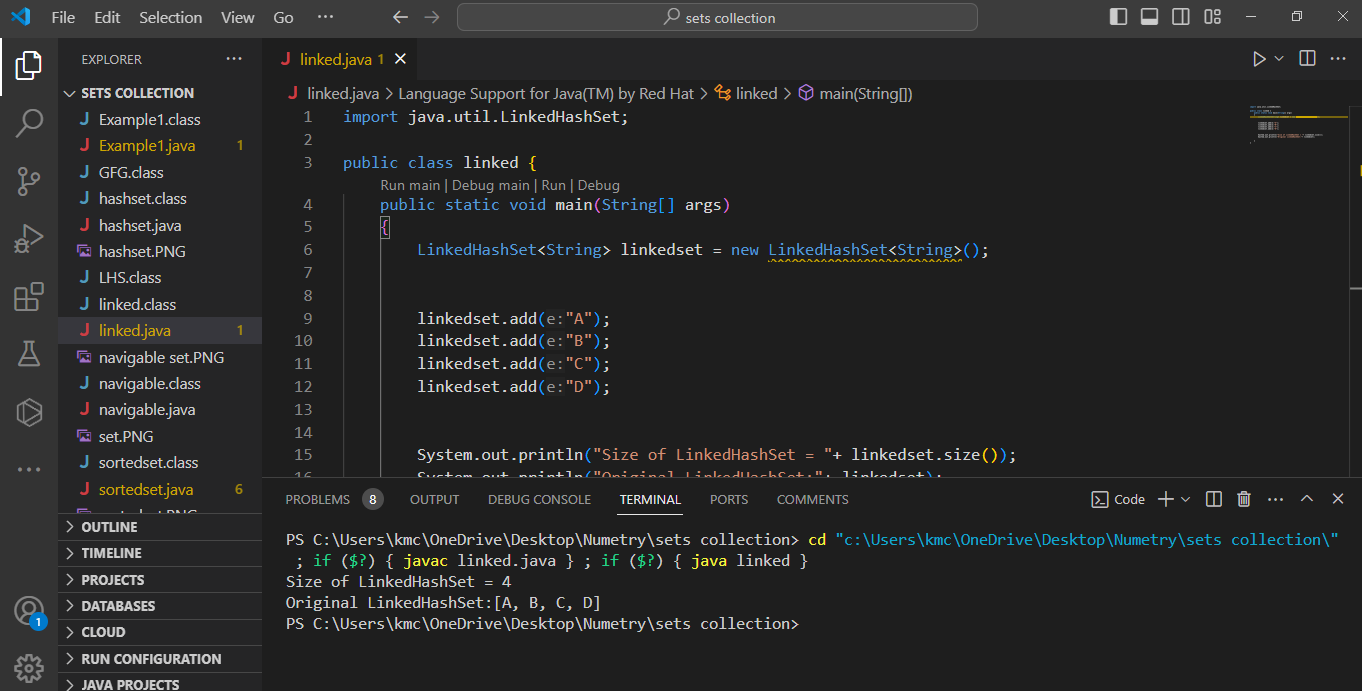 File Edit Selection View Go ··· sets collection
EXPLORER ···
SETS COLLECTION
J Example1.class
J Example1.java 1
J GFG.class
J hashset.class
J hashset.java
hashset.PNG
J LHS.class
J linked.class
J linked.java 1
navigable set.PNG
J navigable.class
J navigable.java
set.PNG
J sortedset.class
J sortedset.java 6
OUTLINE
TIMELINE
PROJECTS
DATABASES
CLOUD
RUN CONFIGURATION
JAVA PROJECTS
1
J linked.java 1
J linked.java > Language Support for Java(TM) by Red Hat > linked > main(String[])
1 import java.util.LinkedHashSet;
2
3 public class linked {
Run main | Debug main | Run | Debug
4 public static void main(String[] args)
5 {
6 LinkedHashSet<String> linkedset = new LinkedHashSet<String>();
7
8
9 linkedset.add(e:"A");
10 linkedset.add(e:"B");
11 linkedset.add(e:"C");
12 linkedset.add(e:"D");
13
14
15 System.out.println("Size of LinkedHashSet = "+ linkedset.size());
16 System.out.println("Original LinkedHashSet:"+ linkedset);
PROBLEMS 8 OUTPUT DEBUG CONSOLE TERMINAL PORTS COMMENTS Code
PS C:\Users\kmc\OneDrive\Desktop\Numetry\sets collection> cd "c:\Users\kmc\OneDrive\Desktop\Numetry\sets collection\"
; if ($?) { javac linked.java } ; if ($?) { java linked }
Size of LinkedHashSet = 4
Original LinkedHashSet:[A, B, C, D]
PS C:\Users\kmc\OneDrive\Desktop\Numetry\sets collection>